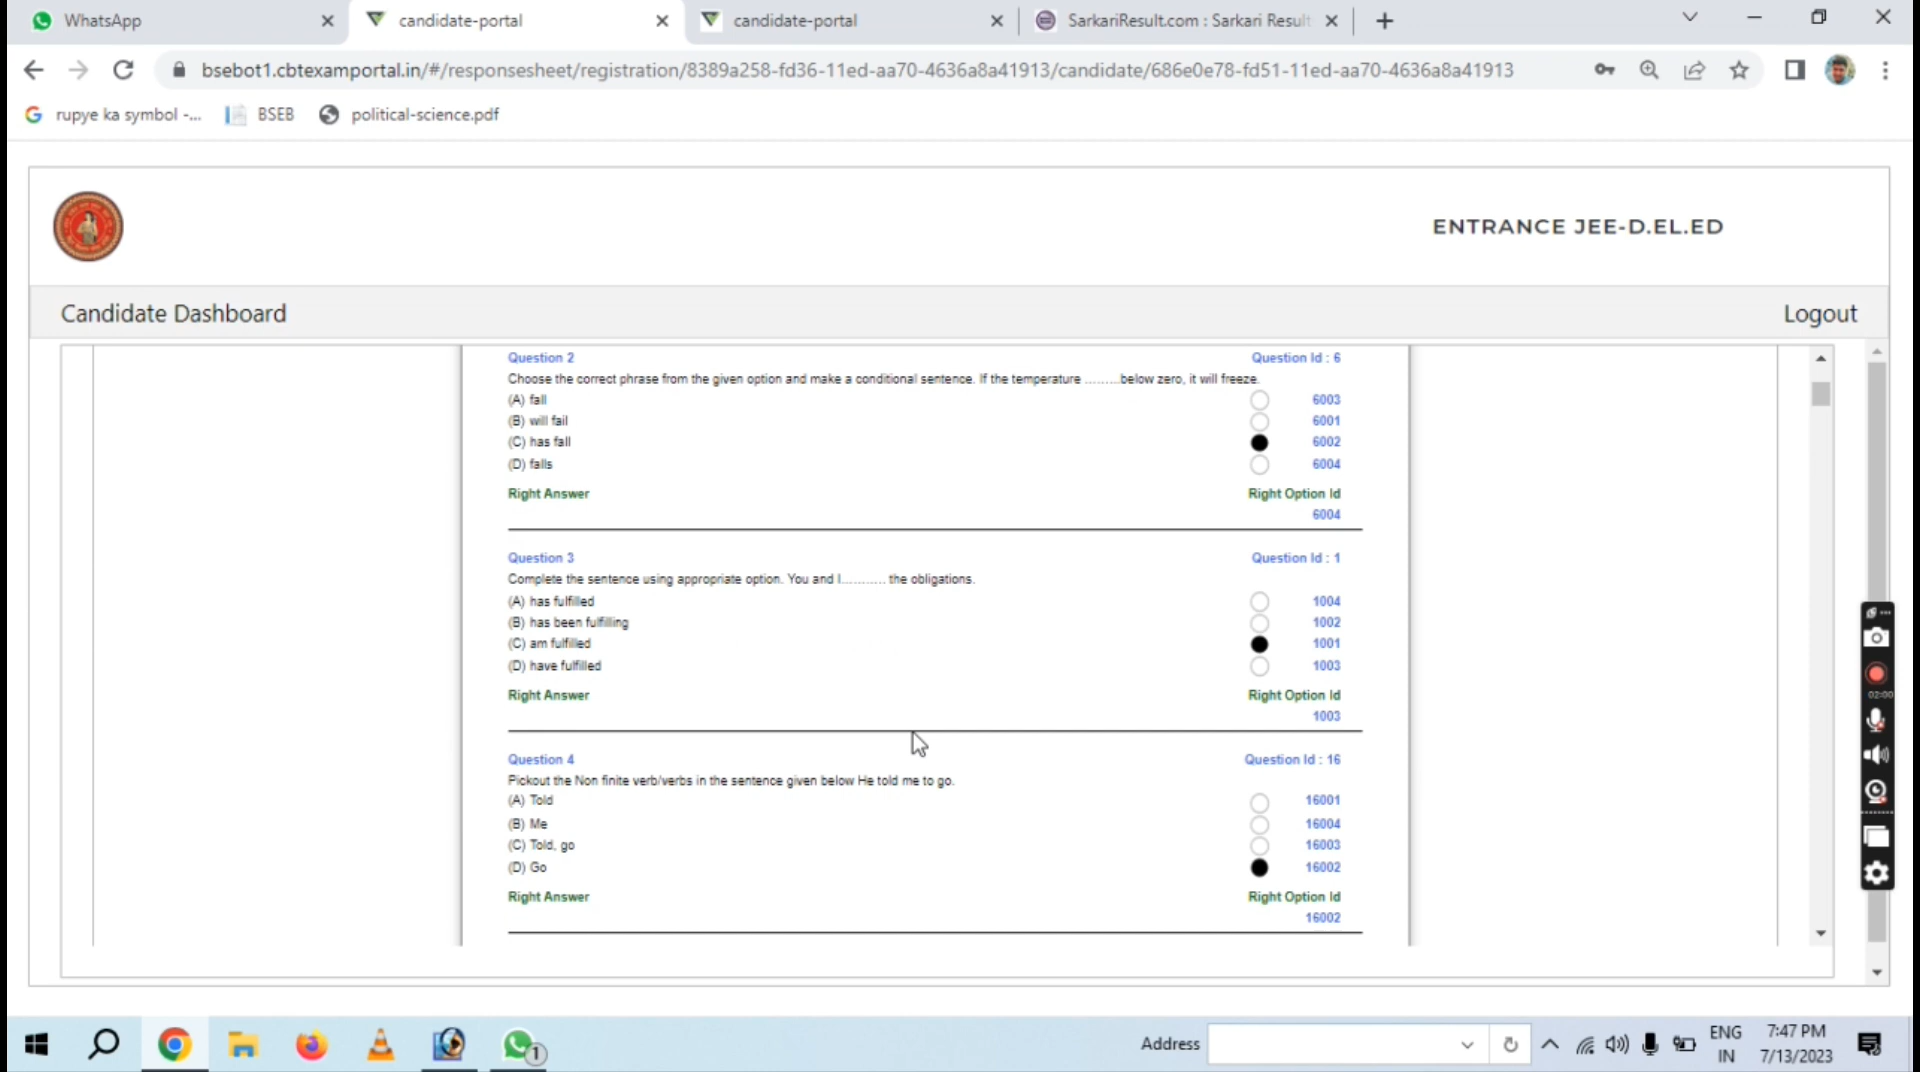 WhatsApp
candidate-portal
candidate-portal
SarkariResult.com : Sarkari Result
bsebot1.cbtexamportal.in/#/responsesheet/registration/8389a258-fd36-11ed-aa70-4636a8a41913/candidate/686e0e78-fd51-11ed-aa70-4636a8a41913
rupye ka symbol -...
BSEB
political-science.pdf
ENTRANCE JEE-D.EL.ED
Candidate Dashboard Logout
Question 2 Question Id : 6
Choose the correct phrase from the given option and make a conditional sentence. If the temperature .........below zero, it will freeze.
(A) fall 6003
(B) will fail 6001
(C) has fall 6002
(D) falls 6004
Right Answer Right Option Id
6004
Question 3 Question Id : 1
Complete the sentence using appropriate option. You and I........... the obligations.
(A) has fulfilled 1004
(B) has been fulfilling 1002
(C) am fulfilled 1001
(D) have fulfilled 1003
Right Answer Right Option Id
1003
Question 4 Question Id : 16
Pickout the Non finite verb/verbs in the sentence given below He told me to go.
(A) Told 16001
(B) Me 16004
(C) Told, go 16003
(D) Go 16002
Right Answer Right Option Id
16002
02:00
1
Address
ENG
IN
7:47 PM
7/13/2023